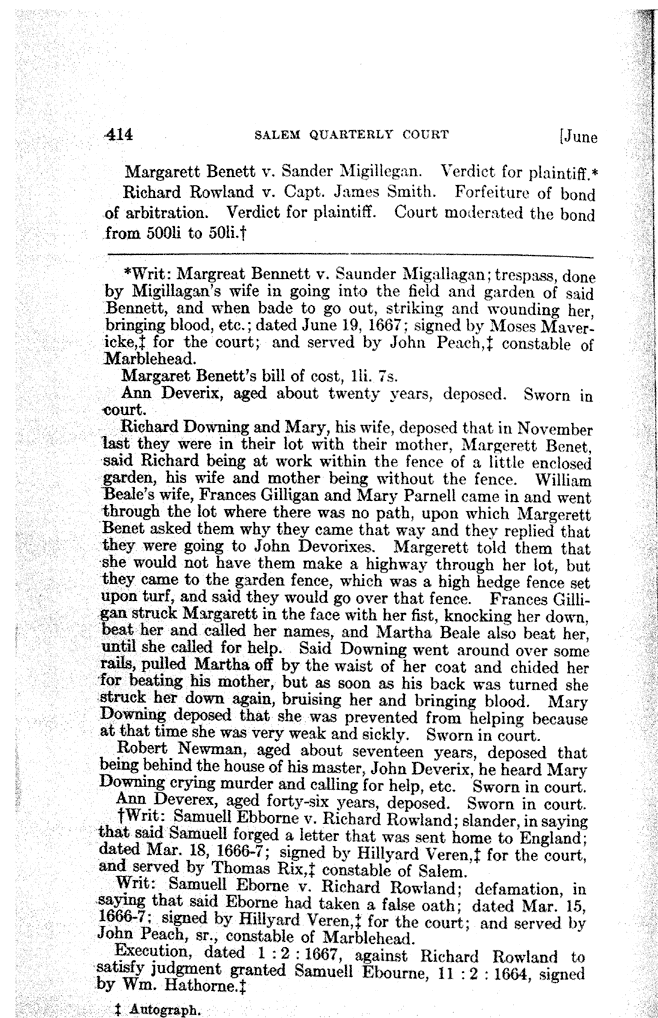 414 SALEM QUARTERLY COURT [June
Margarett Benett v. Sander Migillegan. Verdict for plaintiff.*
Richard Rowland v. Capt. James Smith. Forfeiture of bond
of arbitration. Verdict for plaintiff. Court moderated the bond
from 500li to 50li.†
*Writ: Margreat Bennett v. Saunder Migallagan; trespass, done
by Migillagan's wife in going into the field and garden of said
Bennett, and when bade to go out, striking and wounding her,
bringing blood, etc.; dated June 19, 1667; signed by Moses Maver-
icke,‡ for the court; and served by John Peach,‡ constable of
Marblehead.
Margaret Benett's bill of cost, 1li. 7s.
Ann Deverix, aged about twenty years, deposed. Sworn in
court.
Richard Downing and Mary, his wife, deposed that in November
last they were in their lot with their mother, Margerett Benet,
said Richard being at work within the fence of a little enclosed
garden, his wife and mother being without the fence. William
Beale's wife, Frances Gilligan and Mary Parnell came in and went
through the lot where there was no path, upon which Margerett
Benet asked them why they came that way and they replied that
they were going to John Devorixes. Margerett told them that
she would not have them make a highway through her lot, but
they came to the garden fence, which was a high hedge fence set
upon turf, and said they would go over that fence. Frances Gilli-
gan struck Margarett in the face with her fist, knocking her down,
beat her and called her names, and Martha Beale also beat her,
until she called for help. Said Downing went around over some
rails, pulled Martha off by the waist of her coat and chided her
for beating his mother, but as soon as his back was turned she
struck her down again, bruising her and bringing blood. Mary
Downing deposed that she was prevented from helping because
at that time she was very weak and sickly. Sworn in court.
Robert Newman, aged about seventeen years, deposed that
being behind the house of his master, John Deverix, he heard Mary
Downing crying murder and calling for help, etc. Sworn in court.
Ann Deverex, aged forty-six years, deposed. Sworn in court.
†Writ: Samuell Ebborne v. Richard Rowland; slander, in saying
that said Samuell forged a letter that was sent home to England;
dated Mar. 18, 1666-7; signed by Hillyard Veren,‡ for the court,
and served by Thomas Rix,‡ constable of Salem.
Writ: Samuell Eborne v. Richard Rowland; defamation, in
saying that said Eborne had taken a false oath; dated Mar. 15,
1666-7; signed by Hillyard Veren,‡ for the court; and served by
John Peach, sr., constable of Marblehead.
Execution, dated 1 : 2 : 1667, against Richard Rowland to
satisfy judgment granted Samuell Ebourne, 11 : 2 : 1664, signed
by Wm. Hathorne.‡
‡ Autograph.